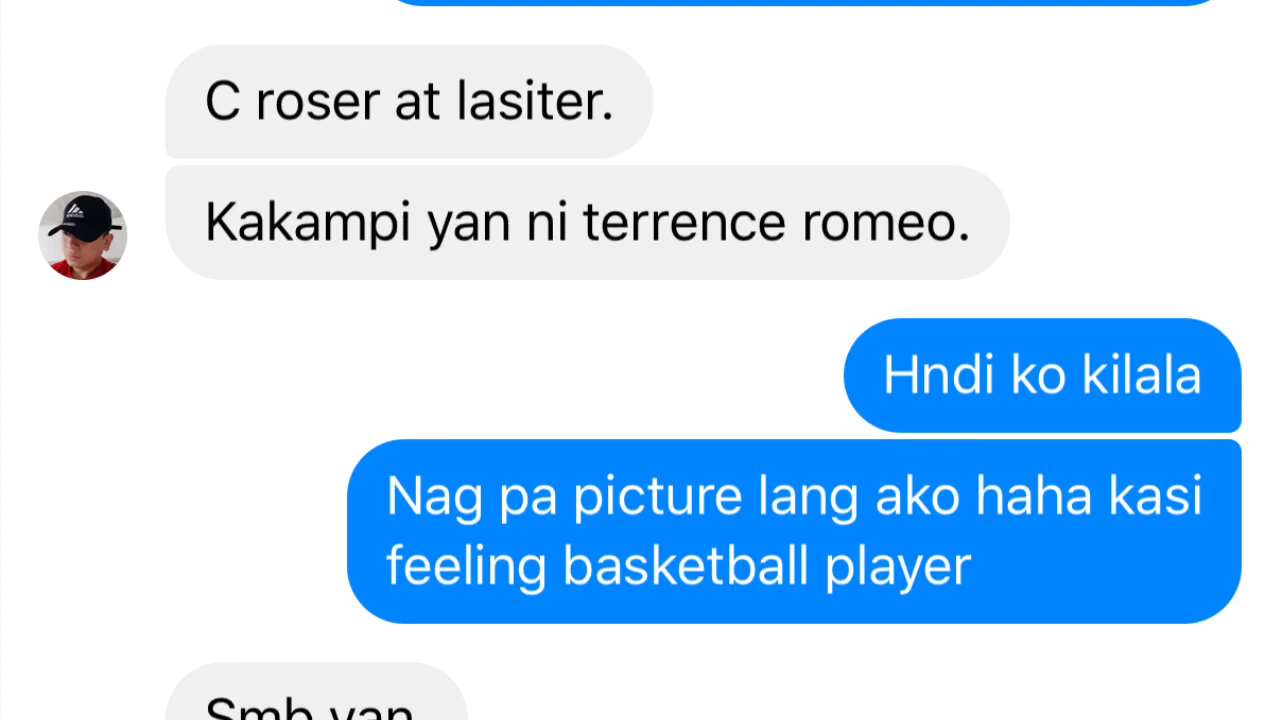 C roser at lasiter.
Kakampi yan ni terrence romeo.
Hndi ko kilala
Nag pa picture lang ako haha kasi
feeling basketball player
Smb yan